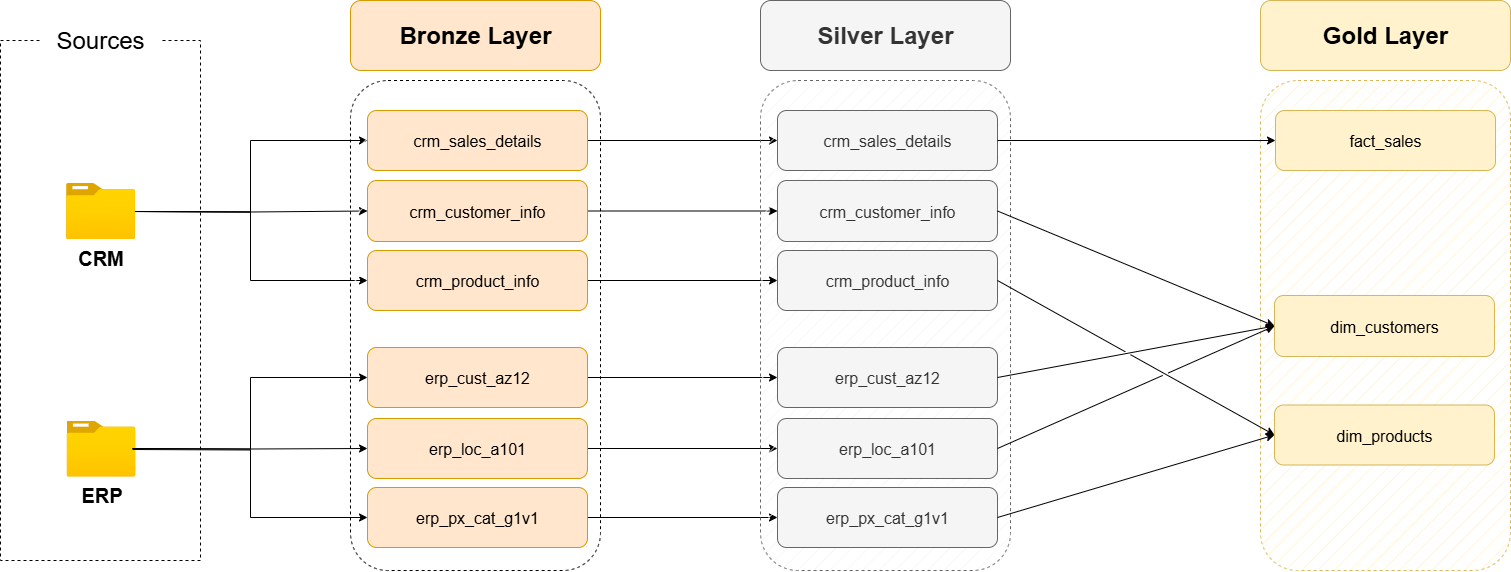 Sources
Bronze Layer
Silver Layer
Gold Layer
CRM
crm_sales_details
crm_customer_info
crm_product_info
ERP
erp_cust_az12
erp_loc_a101
erp_px_cat_g1v1
crm_sales_details
crm_customer_info
crm_product_info
erp_cust_az12
erp_loc_a101
erp_px_cat_g1v1
fact_sales
dim_customers
dim_products